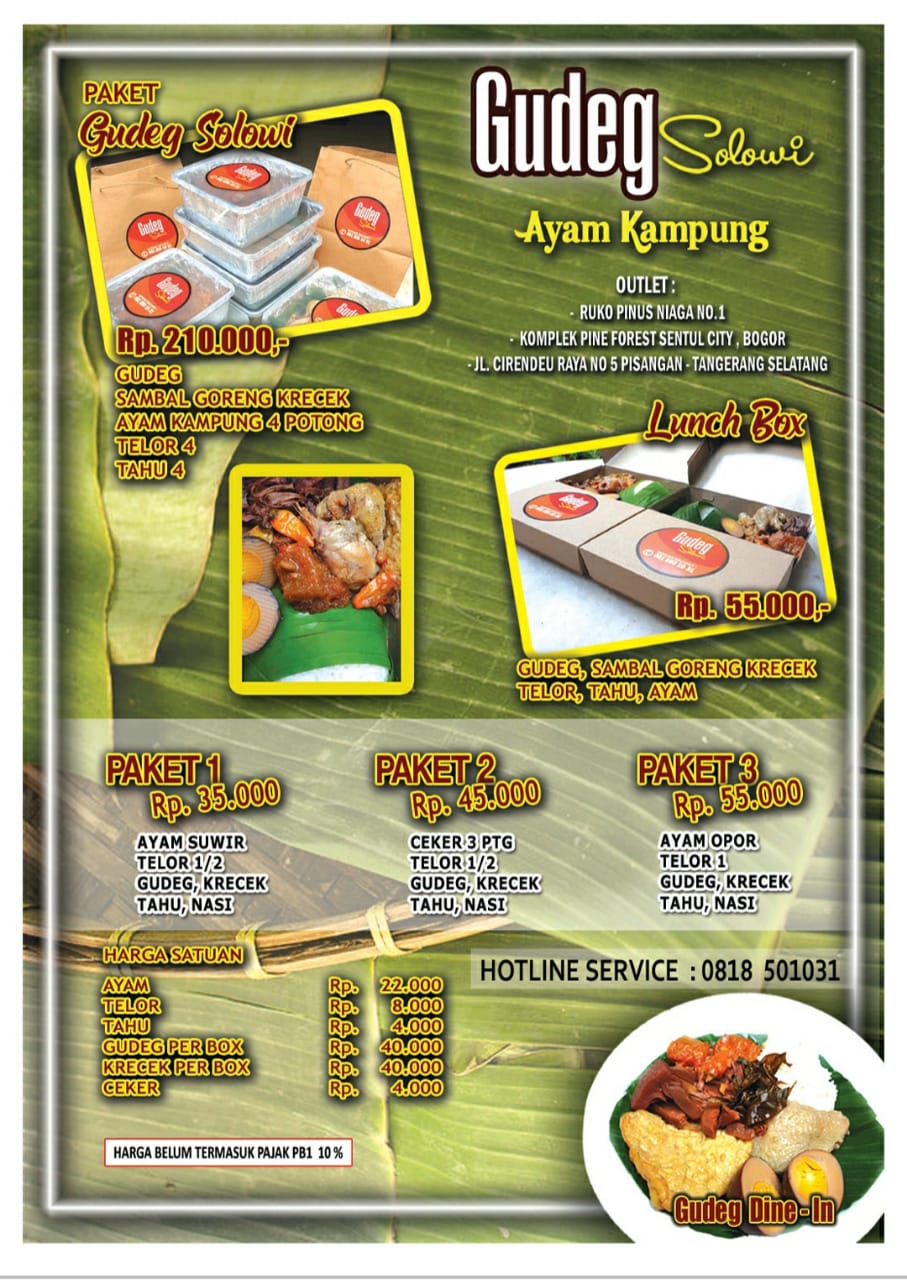 PAKET
Gudeg Solowi
Rp. 210.000,-
GUDEG
SAMBAL GORENG KRECEK
AYAM KAMPUNG 4 POTONG
TELOR 4
TAHU 4
Gudeg Solowi
Ayam Kampung
OUTLET :
- RUKO PINUS NIAGA NO.1
- KOMPLEK PINE FOREST SENTUL CITY , BOGOR
- JL. CIRENDEU RAYA NO 5 PISANGAN - TANGERANG SELATANG
Lunch Box
Gudeg
Gudeg
Rp. 55.000,-
GUDEG, SAMBAL GORENG KRECEK
TELOR, TAHU, AYAM
PAKET 1
Rp. 35.000
AYAM SUWIR
TELOR 1/2
GUDEG, KRECEK
TAHU, NASI
PAKET 2
Rp. 45.000
CEKER 3 PTG
TELOR 1/2
GUDEG, KRECEK
TAHU, NASI
PAKET 3
Rp. 55.000
AYAM OPOR
TELOR 1
GUDEG, KRECEK
TAHU, NASI
HARGA SATUAN
AYAM Rp. 22.000
TELOR Rp. 8.000
TAHU Rp. 4.000
GUDEG PER BOX Rp. 40.000
KRECEK PER BOX Rp. 40.000
CEKER Rp. 4.000
HOTLINE SERVICE : 0818 501031
HARGA BELUM TERMASUK PAJAK PB1 10 %
Gudeg Dine - In